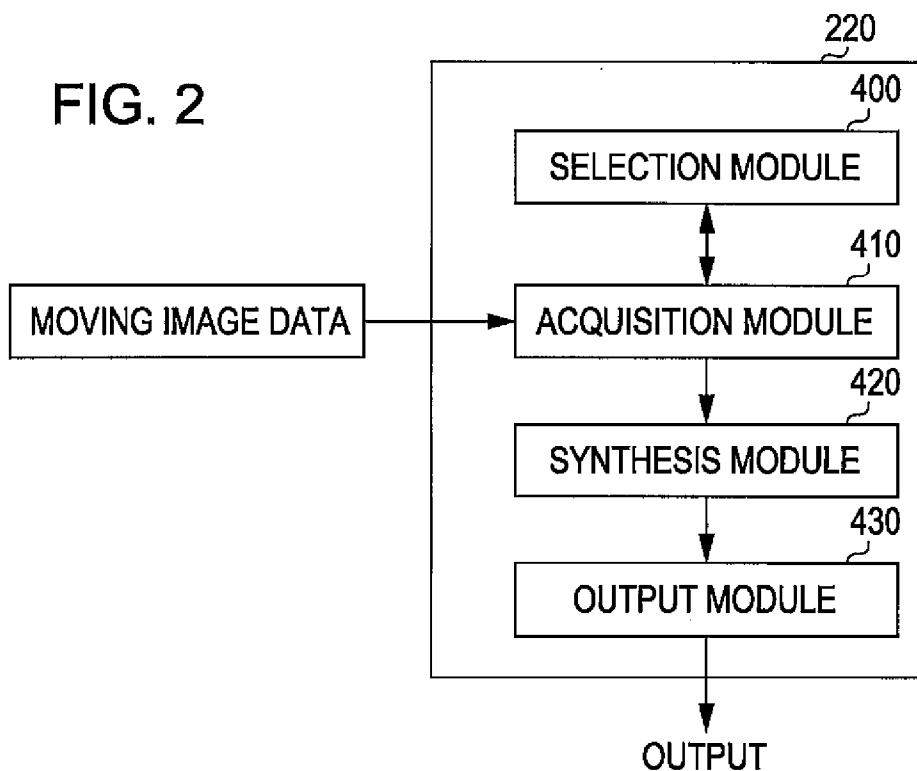 FIG. 2
220
400
SELECTION MODULE
410
MOVING IMAGE DATA
ACQUISITION MODULE
420
SYNTHESIS MODULE
430
OUTPUT MODULE
OUTPUT